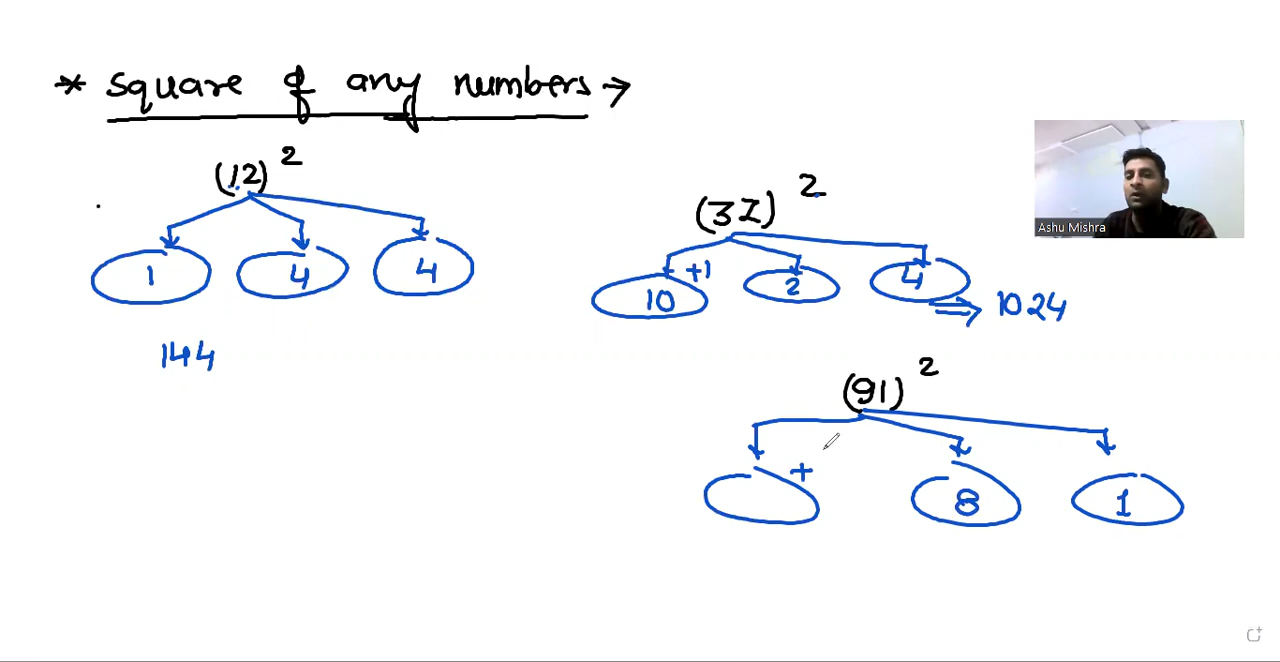 * square of any numbers →
(12)²
1 4 4
144
(32)²
+1
10 2 4
⇒ 1024
Ashu Mishra
(91)²
+
8 1